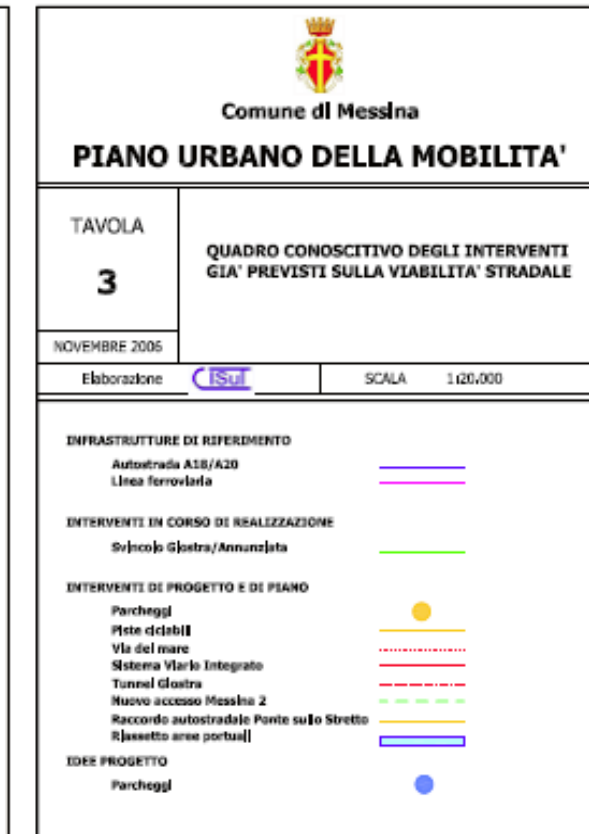 Comune di Messina
PIANO URBANO DELLA MOBILITA'
TAVOLA
3
QUADRO CONOSCITIVO DEGLI INTERVENTI
GIA' PREVISTI SULLA VIABILITA' STRADALE
NOVEMBRE 2006
Elaborazione CISUT SCALA 1:20.000
INFRASTRUTTURE DI RIFERIMENTO
Autostrada A18/A20
Linea ferroviaria
INTERVENTI IN CORSO DI REALIZZAZIONE
Svincolo Giostra/Annunziata
INTERVENTI DI PROGETTO E DI PIANO
Parcheggi
Piste ciclabili
Via del mare
Sistema Viario Integrato
Tunnel Giostra
Nuovo accesso Messina 2
Raccordo autostradale Ponte sullo Stretto
Riassetto aree portuali
IDEE PROGETTO
Parcheggi